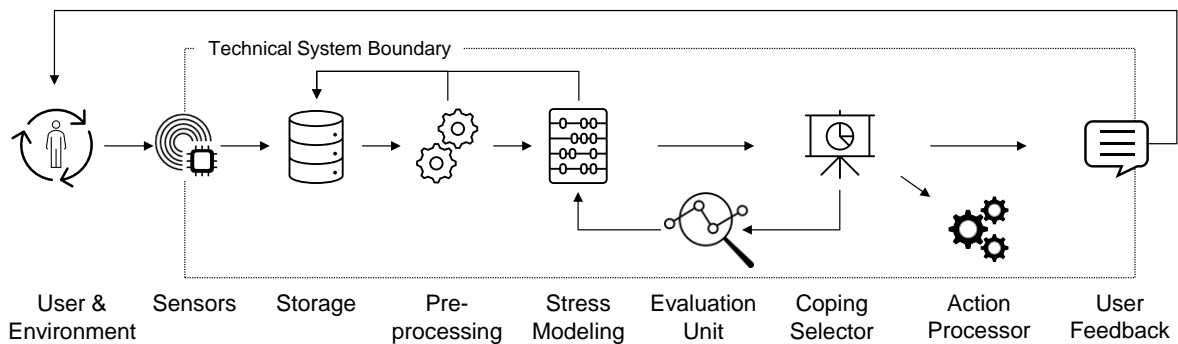 Technical System Boundary
User &
Environment
Sensors
Storage
Pre-
processing
Stress
Modeling
Evaluation
Unit
Coping
Selector
Action
Processor
User
Feedback